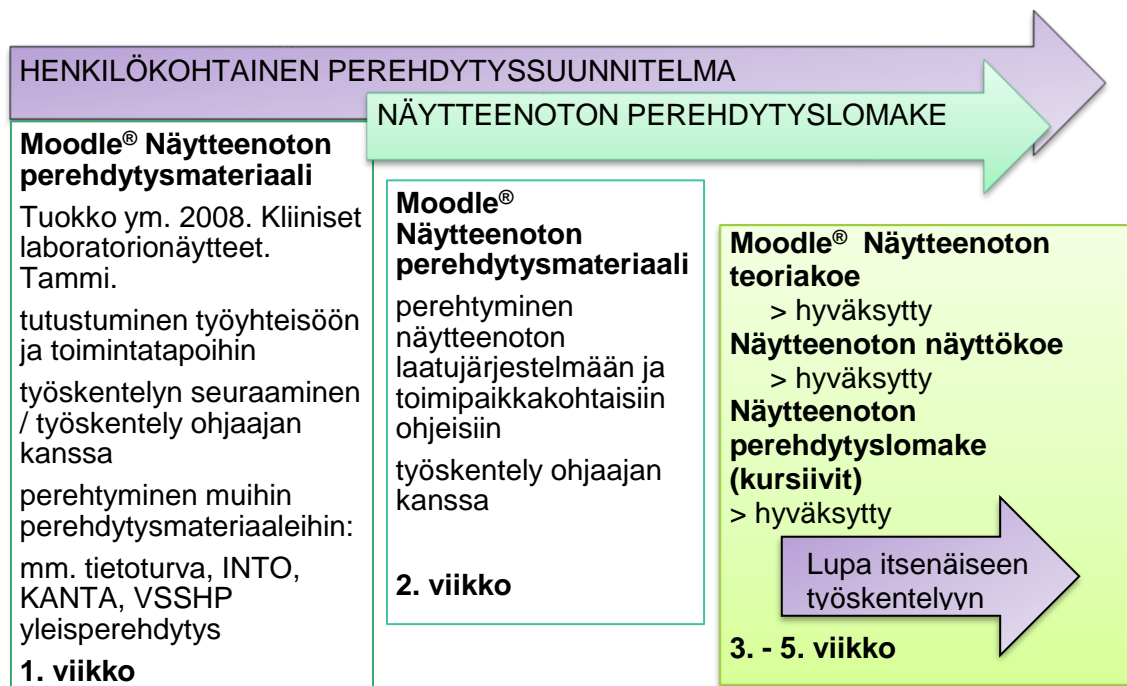 HENKILÖKOHTAINEN PEREHDYTYSSUUNNITELMA
NÄYTTEENOTON PEREHDYTYSLOMAKE
Moodle® Näytteenoton
perehdytysmateriaali
Tuokko ym. 2008. Kliiniset
laboratorionäytteet.
Tammi.
tutustuminen työyhteisöön
ja toimintatapoihin
työskentelyn seuraaminen
/ työskentely ohjaajan
kanssa
perehtyminen muihin
perehdytysmateriaaleihin:
mm. tietoturva, INTO,
KANTA, VSSHP
yleisperehdytys
1. viikko
Moodle®
Näytteenoton
perehdytysmateriaali
perehtyminen
näytteenoton
laatujärjestelmään ja
toimipaikkakohtaisiin
ohjeisiin
työskentely ohjaajan
kanssa
2. viikko
Moodle® Näytteenoton
teoriakoe
> hyväksytty
Näytteenoton näyttökoe
> hyväksytty
Näytteenoton
perehdytyslomake
(kursiivit)
> hyväksytty
Lupa itsenäiseen
työskentelyyn
3. - 5. viikko